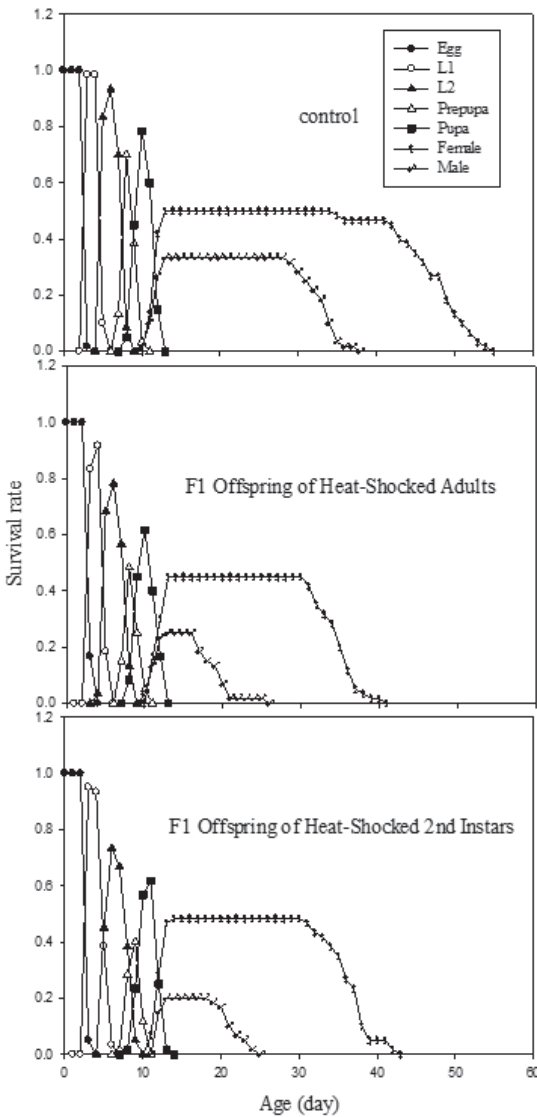 1.2
1.0
0.8
0.6
0.4
0.2
0.0
control
Egg
L1
L2
Prepupa
Pupa
Female
Male
1.2
1.0
0.8
0.6
0.4
0.2
0.0
F1 Offspring of Heat-Shocked Adults
Survival rate
1.2
1.0
0.8
0.6
0.4
0.2
0.0
F1 Offspring of Heat-Shocked 2nd Instars
0 10 20 30 40 50 60
Age (day)